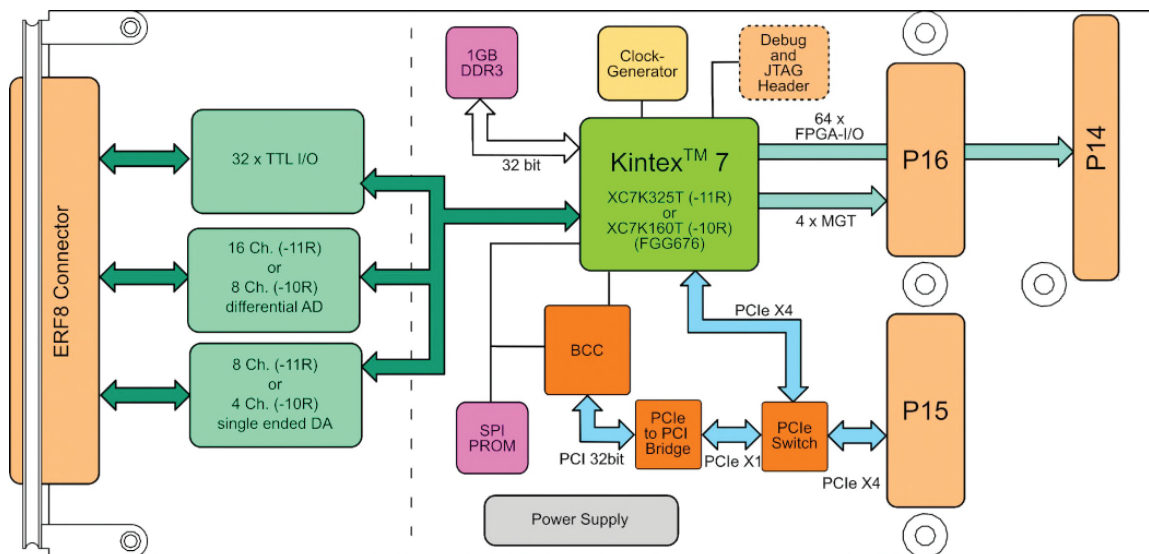 ERF8 Connector
32 x TTL I/O
16 Ch. (-11R)
or
8 Ch. (-10R)
differential AD
8 Ch. (-11R)
or
4 Ch. (-10R)
single ended DA
1GB
DDR3
32 bit
Clock-
Generator
Debug
and
JTAG
Header
Kintex™ 7
XC7K325T (-11R)
or
XC7K160T (-10R)
(FGG676)
64 x
FPGA-I/O
4 x MGT
P16
P14
PCIe X4
BCC
SPI
PROM
PCI 32bit
PCIe
to PCI
Bridge
PCIe X1
PCIe
Switch
PCIe X4
P15
Power Supply